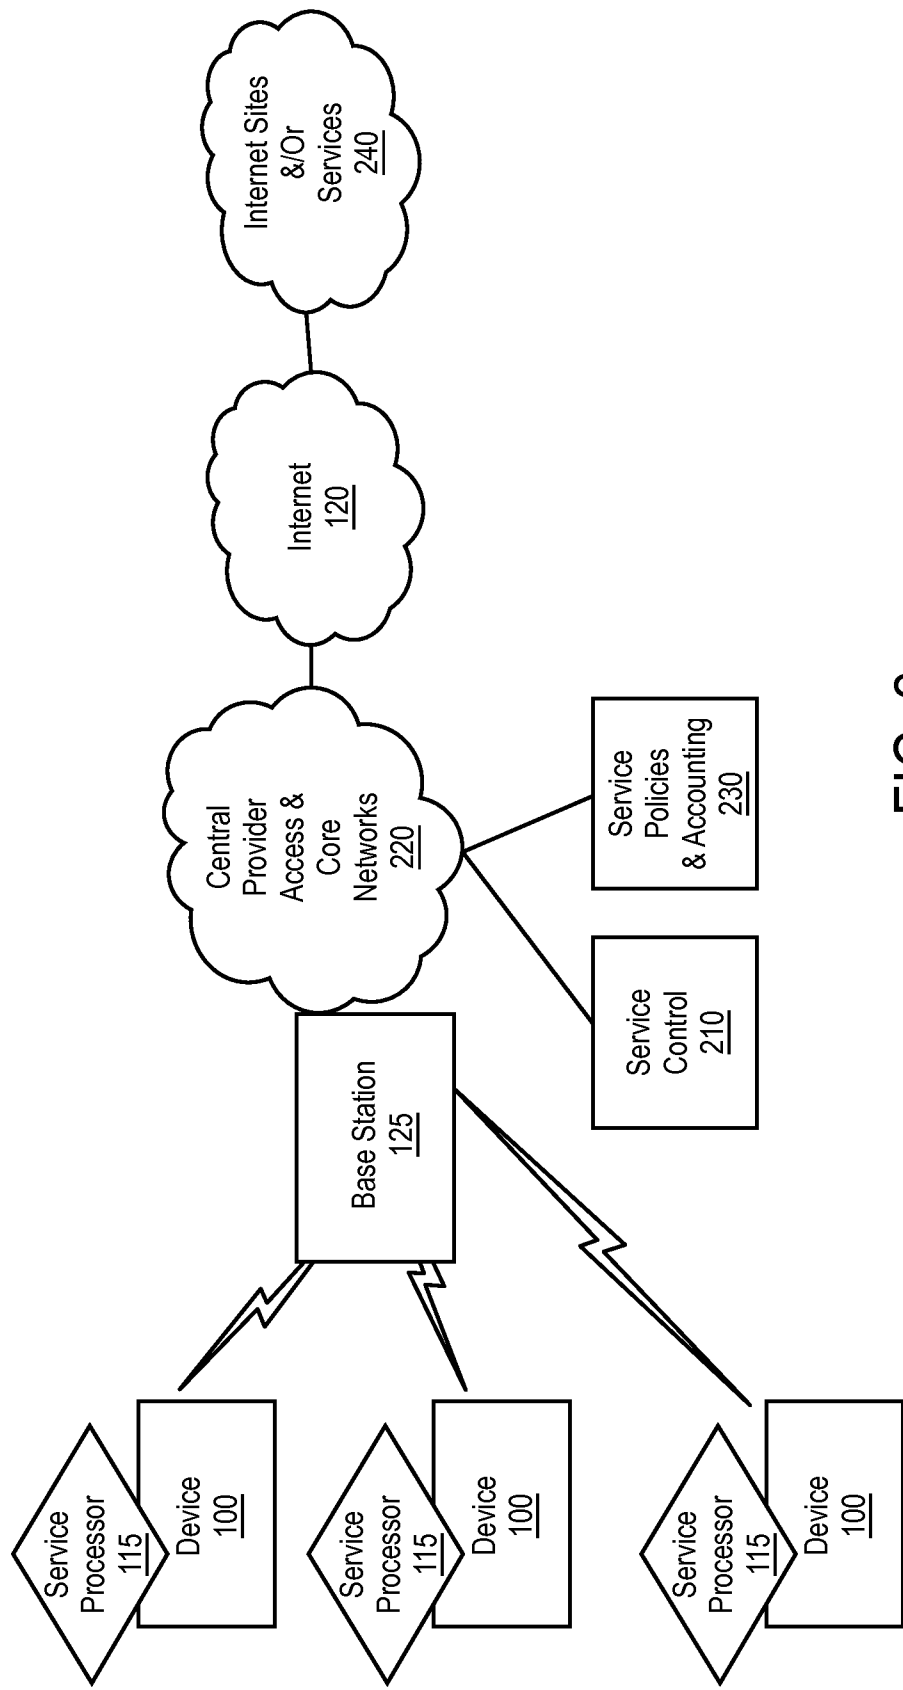 Service
Processor
115
Device
100
Service
Processor
115
Device
100
Service
Processor
115
Device
100
Base Station
125
Central
Provider
Access &
Core
Networks
220
Internet
120
Internet Sites
&/Or
Services
240
Service
Control
210
Service
Policies
& Accounting
230
FIG.